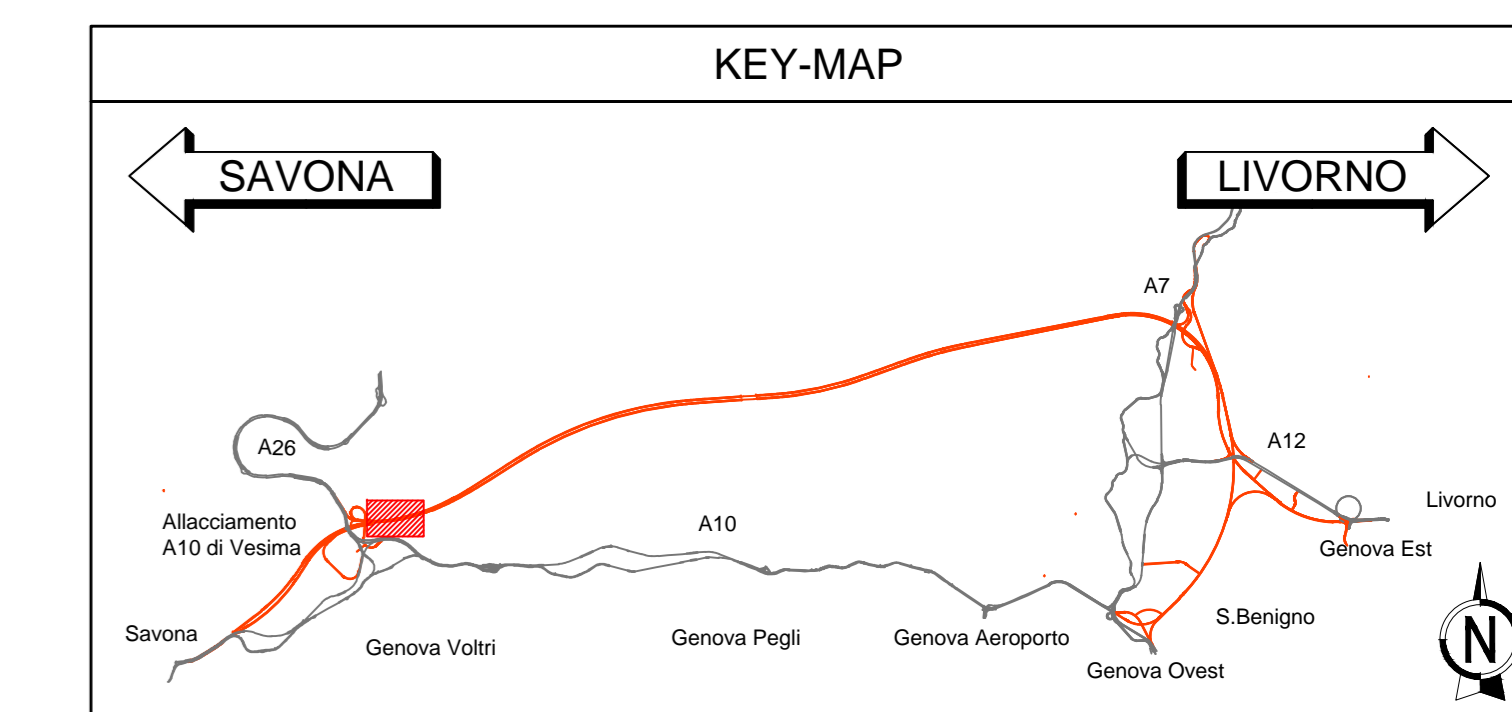 KEY-MAP
SAVONA
LIVORNO
A7
A26
A12
Allacciamento
A10 di Vesima
A10
Livorno
Genova Est
S.Benigno
Savona
Genova Voltri
Genova Pegli
Genova Aeroporto
Genova Ovest
N